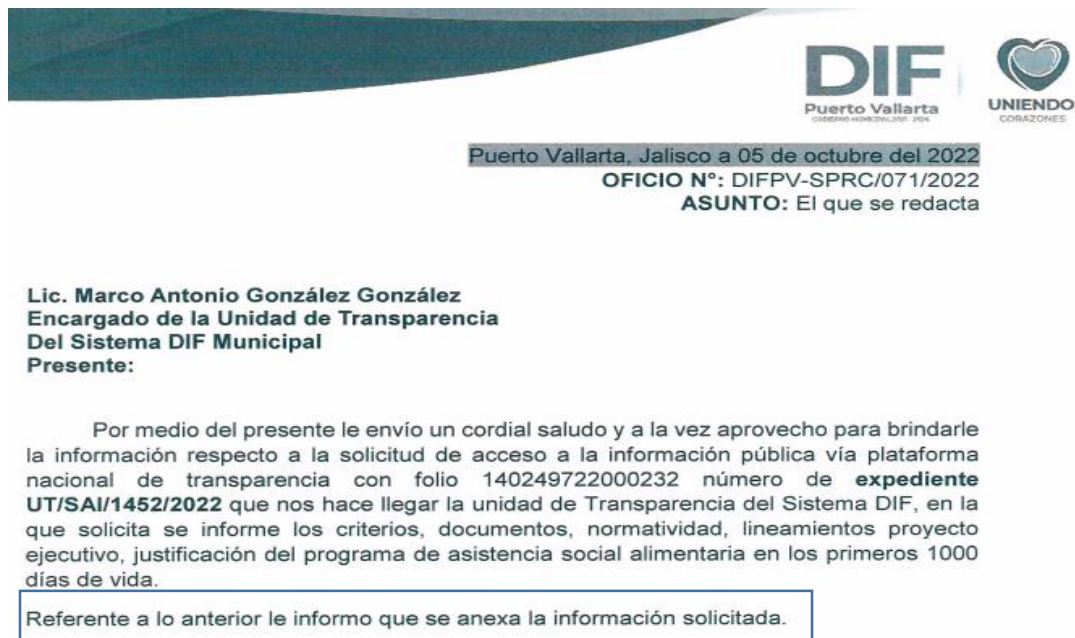 DIF
Puerto Vallarta
GOBIERNO MUNICIPAL 2021 - 2024
UNIENDO
CORAZONES
Puerto Vallarta, Jalisco a 05 de octubre del 2022
OFICIO N°: DIFPV-SPRC/071/2022
ASUNTO: El que se redacta
Lic. Marco Antonio González González
Encargado de la Unidad de Transparencia
Del Sistema DIF Municipal
Presente:
Por medio del presente le envío un cordial saludo y a la vez aprovecho para brindarle
la información respecto a la solicitud de acceso a la información pública vía plataforma
nacional de transparencia con folio 140249722000232 número de expediente
UT/SAI/1452/2022 que nos hace llegar la unidad de Transparencia del Sistema DIF, en la
que solicita se informe los criterios, documentos, normatividad, lineamientos proyecto
ejecutivo, justificación del programa de asistencia social alimentaria en los primeros 1000
días de vida.
Referente a lo anterior le informo que se anexa la información solicitada.